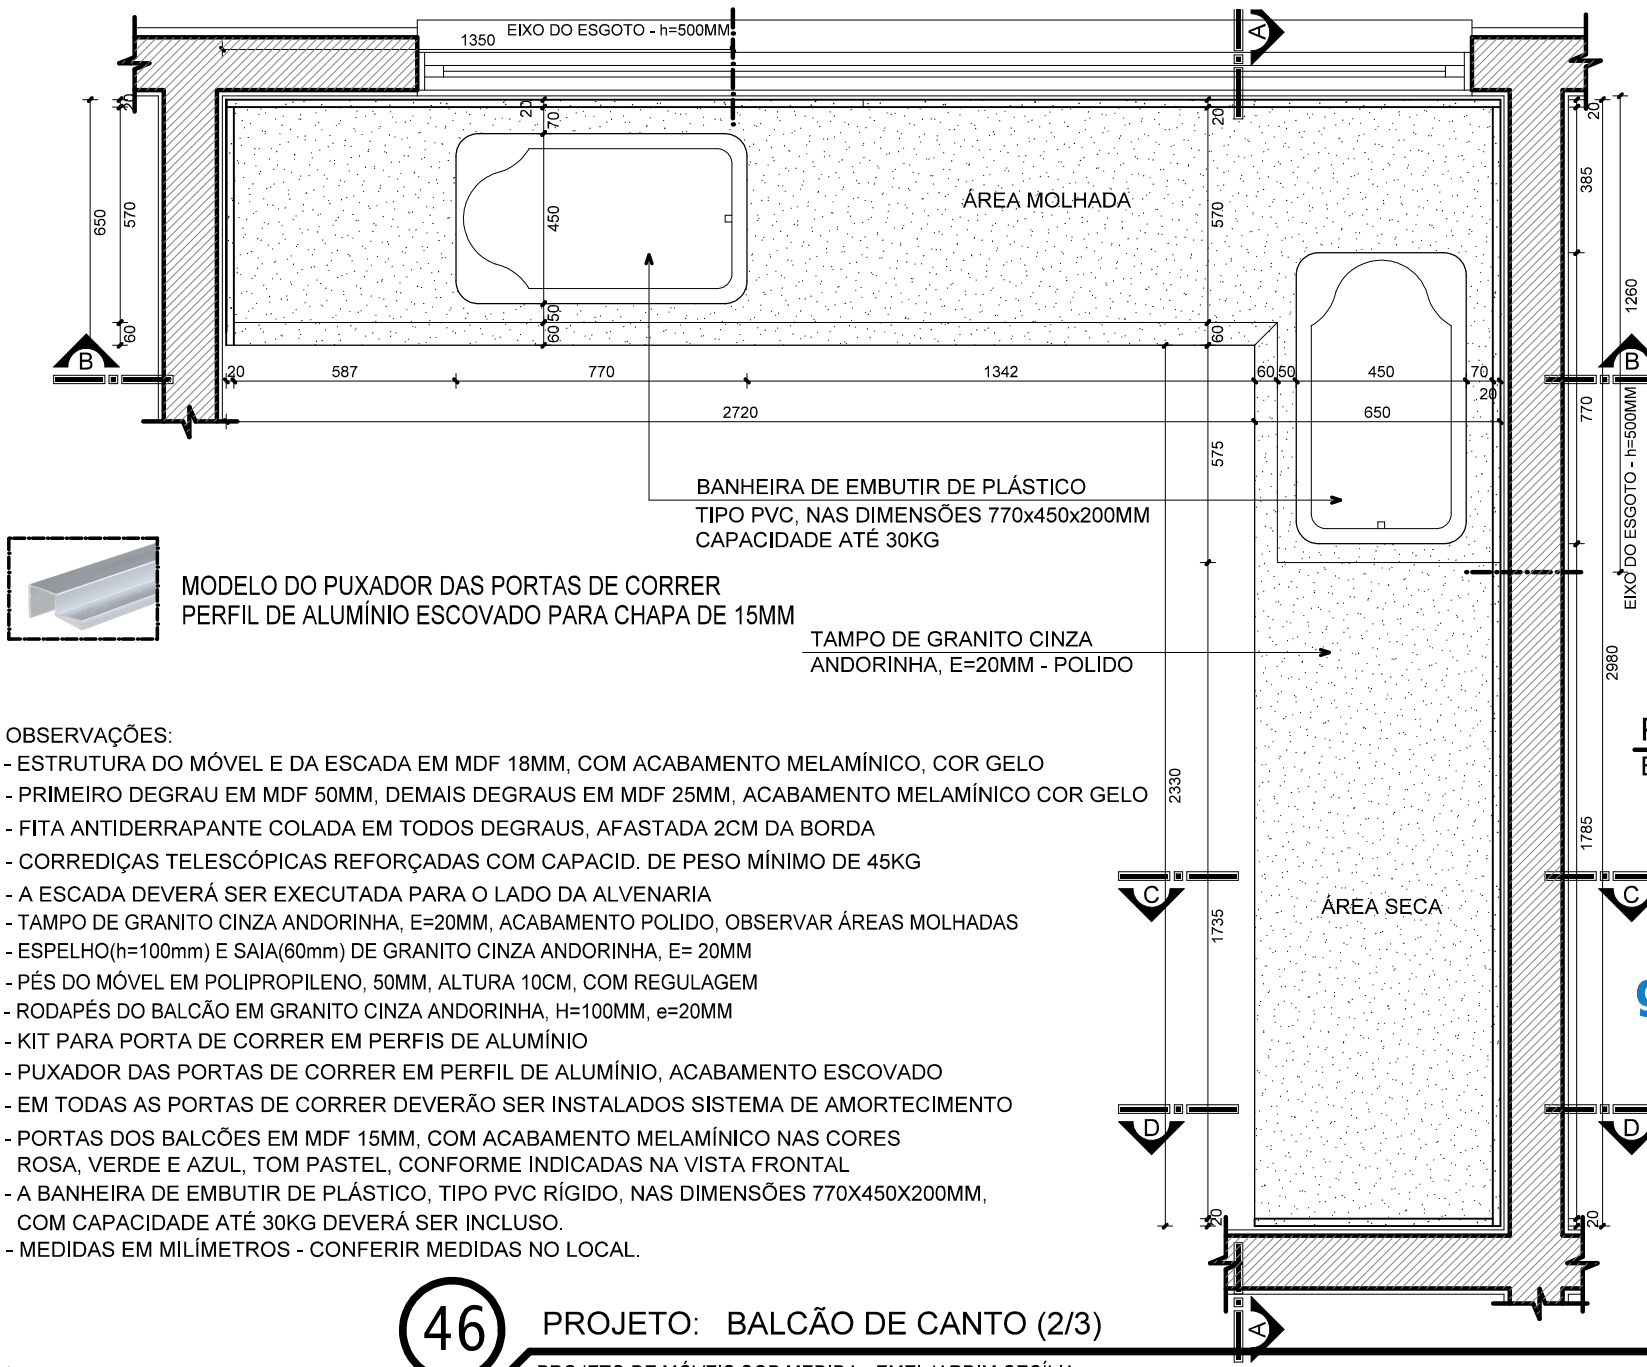 EIXO DO ESGOTO - h=500MM
1350
A
20
20
70
20
20
ÁREA MOLHADA
650
570
450
570
385
1260
60
60
50
60
B
B
20
587
770
1342
60
50
450
70
20
2720
650
770
575
EIXO DO ESGOTO - h=500MM
BANHEIRA DE EMBUTIR DE PLÁSTICO
TIPO PVC, NAS DIMENSÕES 770x450x200MM
CAPACIDADE ATÉ 30KG
MODELO DO PUXADOR DAS PORTAS DE CORRER
PERFIL DE ALUMÍNIO ESCOVADO PARA CHAPA DE 15MM
TAMPO DE GRANITO CINZA
ANDORINHA, E=20MM - POLIDO
2980
OBSERVAÇÕES:
- ESTRUTURA DO MÓVEL E DA ESCADA EM MDF 18MM, COM ACABAMENTO MELAMÍNICO, COR GELO
- PRIMEIRO DEGRAU EM MDF 50MM, DEMAIS DEGRAUS EM MDF 25MM, ACABAMENTO MELAMÍNICO COR GELO
- FITA ANTIDERRAPANTE COLADA EM TODOS DEGRAUS, AFASTADA 2CM DA BORDA
- CORREDIÇAS TELESCÓPICAS REFORÇADAS COM CAPACID. DE PESO MÍNIMO DE 45KG
- A ESCADA DEVERÁ SER EXECUTADA PARA O LADO DA ALVENARIA
- TAMPO DE GRANITO CINZA ANDORINHA, E=20MM, ACABAMENTO POLIDO, OBSERVAR ÁREAS MOLHADAS
- ESPELHO(h=100mm) E SAIA(60mm) DE GRANITO CINZA ANDORINHA, E= 20MM
- PÉS DO MÓVEL EM POLIPROPILENO, 50MM, ALTURA 10CM, COM REGULAGEM
- RODAPÉS DO BALCÃO EM GRANITO CINZA ANDORINHA, H=100MM, e=20MM
- KIT PARA PORTA DE CORRER EM PERFIS DE ALUMÍNIO
- PUXADOR DAS PORTAS DE CORRER EM PERFIL DE ALUMÍNIO, ACABAMENTO ESCOVADO
- EM TODAS AS PORTAS DE CORRER DEVERÃO SER INSTALADOS SISTEMA DE AMORTECIMENTO
- PORTAS DOS BALCÕES EM MDF 15MM, COM ACABAMENTO MELAMÍNICO NAS CORES
ROSA, VERDE E AZUL, TOM PASTEL, CONFORME INDICADAS NA VISTA FRONTAL
- A BANHEIRA DE EMBUTIR DE PLÁSTICO, TIPO PVC RÍGIDO, NAS DIMENSÕES 770X450X200MM,
COM CAPACIDADE ATÉ 30KG DEVERÁ SER INCLUSO.
- MEDIDAS EM MILÍMETROS - CONFERIR MEDIDAS NO LOCAL.
2330
1785
C
C
ÁREA SECA
1735
D
D
20
20
A
46
PROJETO: BALCÃO DE CANTO (2/3)